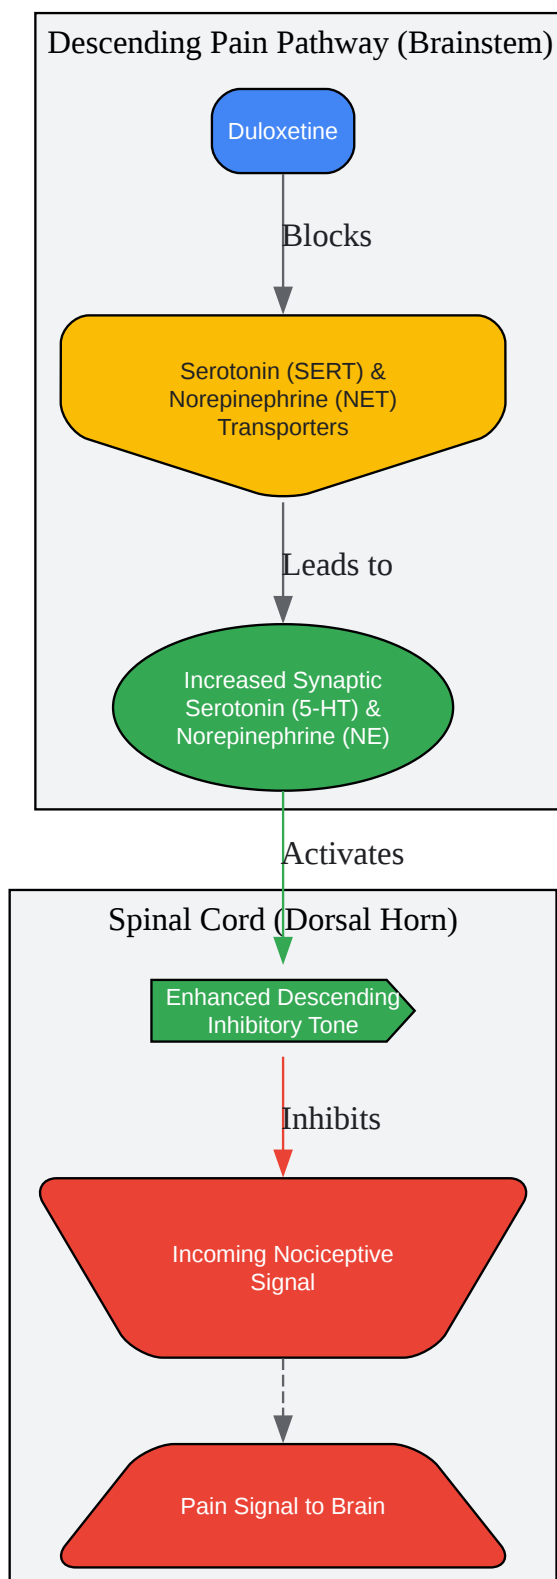 Descending Pain Pathway (Brainstem)
Duloxetine
Blocks
Serotonin (SERT) &
Norepinephrine (NET)
Transporters
Leads to
Increased Synaptic
Serotonin (5-HT) &
Norepinephrine (NE)
Activates
Spinal Cord (Dorsal Horn)
Enhanced Descending
Inhibitory Tone
Inhibits
Incoming Nociceptive
Signal
Pain Signal to Brain